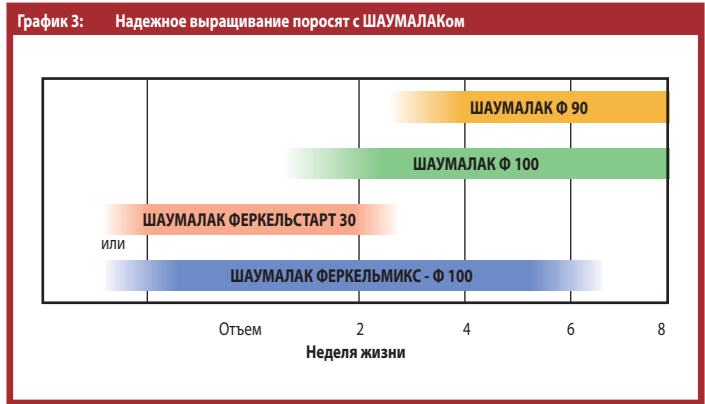 График 3: Надежное выращивание поросят с ШАУМАЛАКом
ШАУМАЛАК Ф 90
ШАУМАЛАК Ф 100
ШАУМАЛАК ФЕРКЕЛЬСТАРТ 30
или
ШАУМАЛАК ФЕРКЕЛЬМИКС - Ф 100
Отъем 2 4 6 8
Неделя жизни